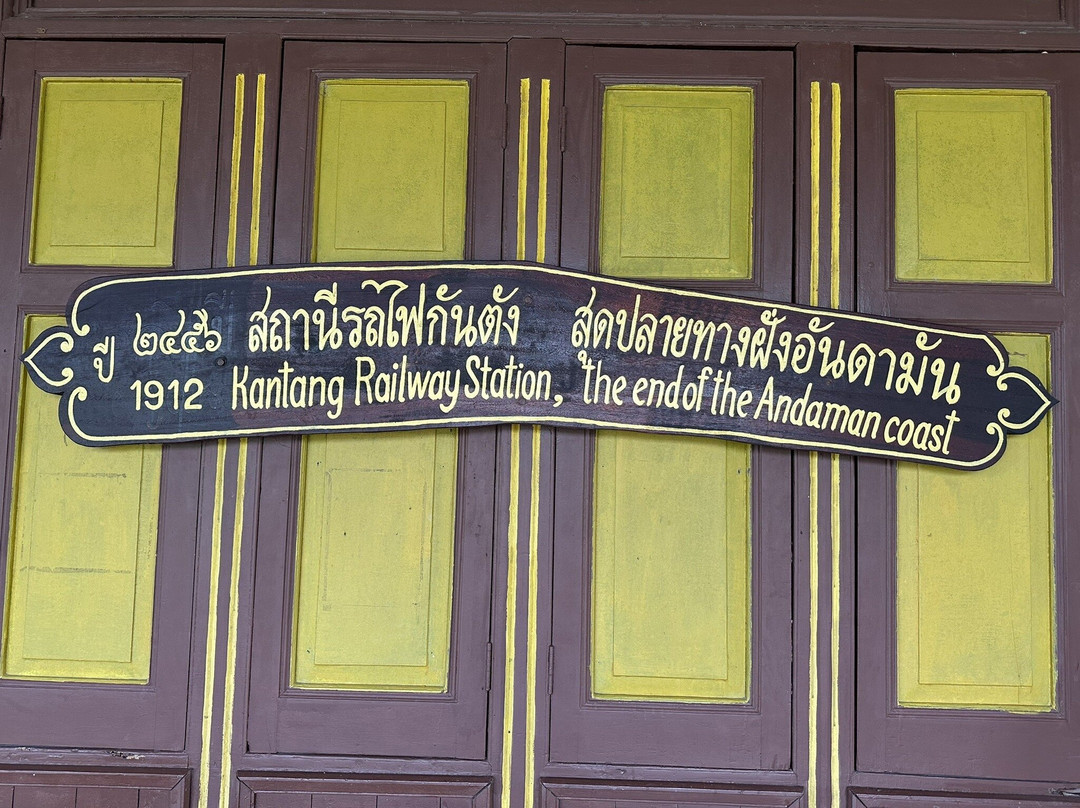 ปี ๒๔๕๖ สถานีรถไฟกันตัง สุดปลายทางฝั่งอันดามัน
1912 Kantang Railway Station, the end of the Andaman coast